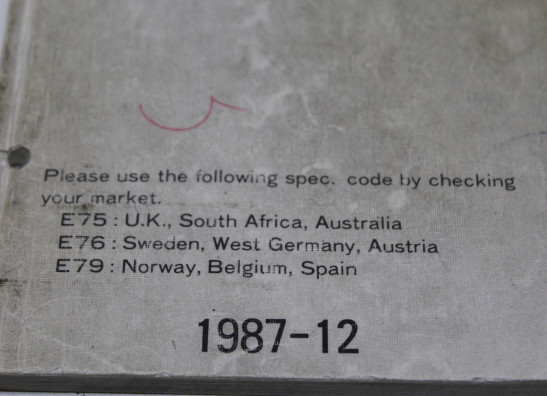 Please use the following spec. code by checking
your market.
E75 : U.K., South Africa, Australia
E76 : Sweden, West Germany, Austria
E79 : Norway, Belgium, Spain
1987-12